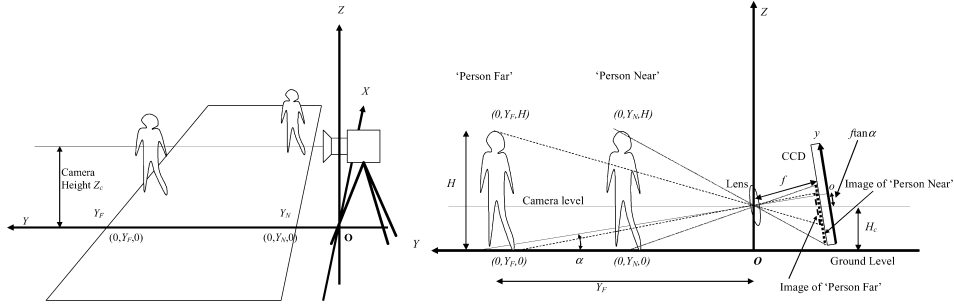 Z
X
Camera
Height Zc
Y
YF
YN
(0,YF,0)
(0,YN,0)
O
Z
'Person Far'
'Person Near'
(0,YF,H)
(0,YN,H)
y
ftanα
CCD
f
Lens
o
Image of 'Person Near'
H
Camera level
Hc
Y
α
(0,YF,0)
(0,YN,0)
O
Ground Level
YF
Image of 'Person Far'